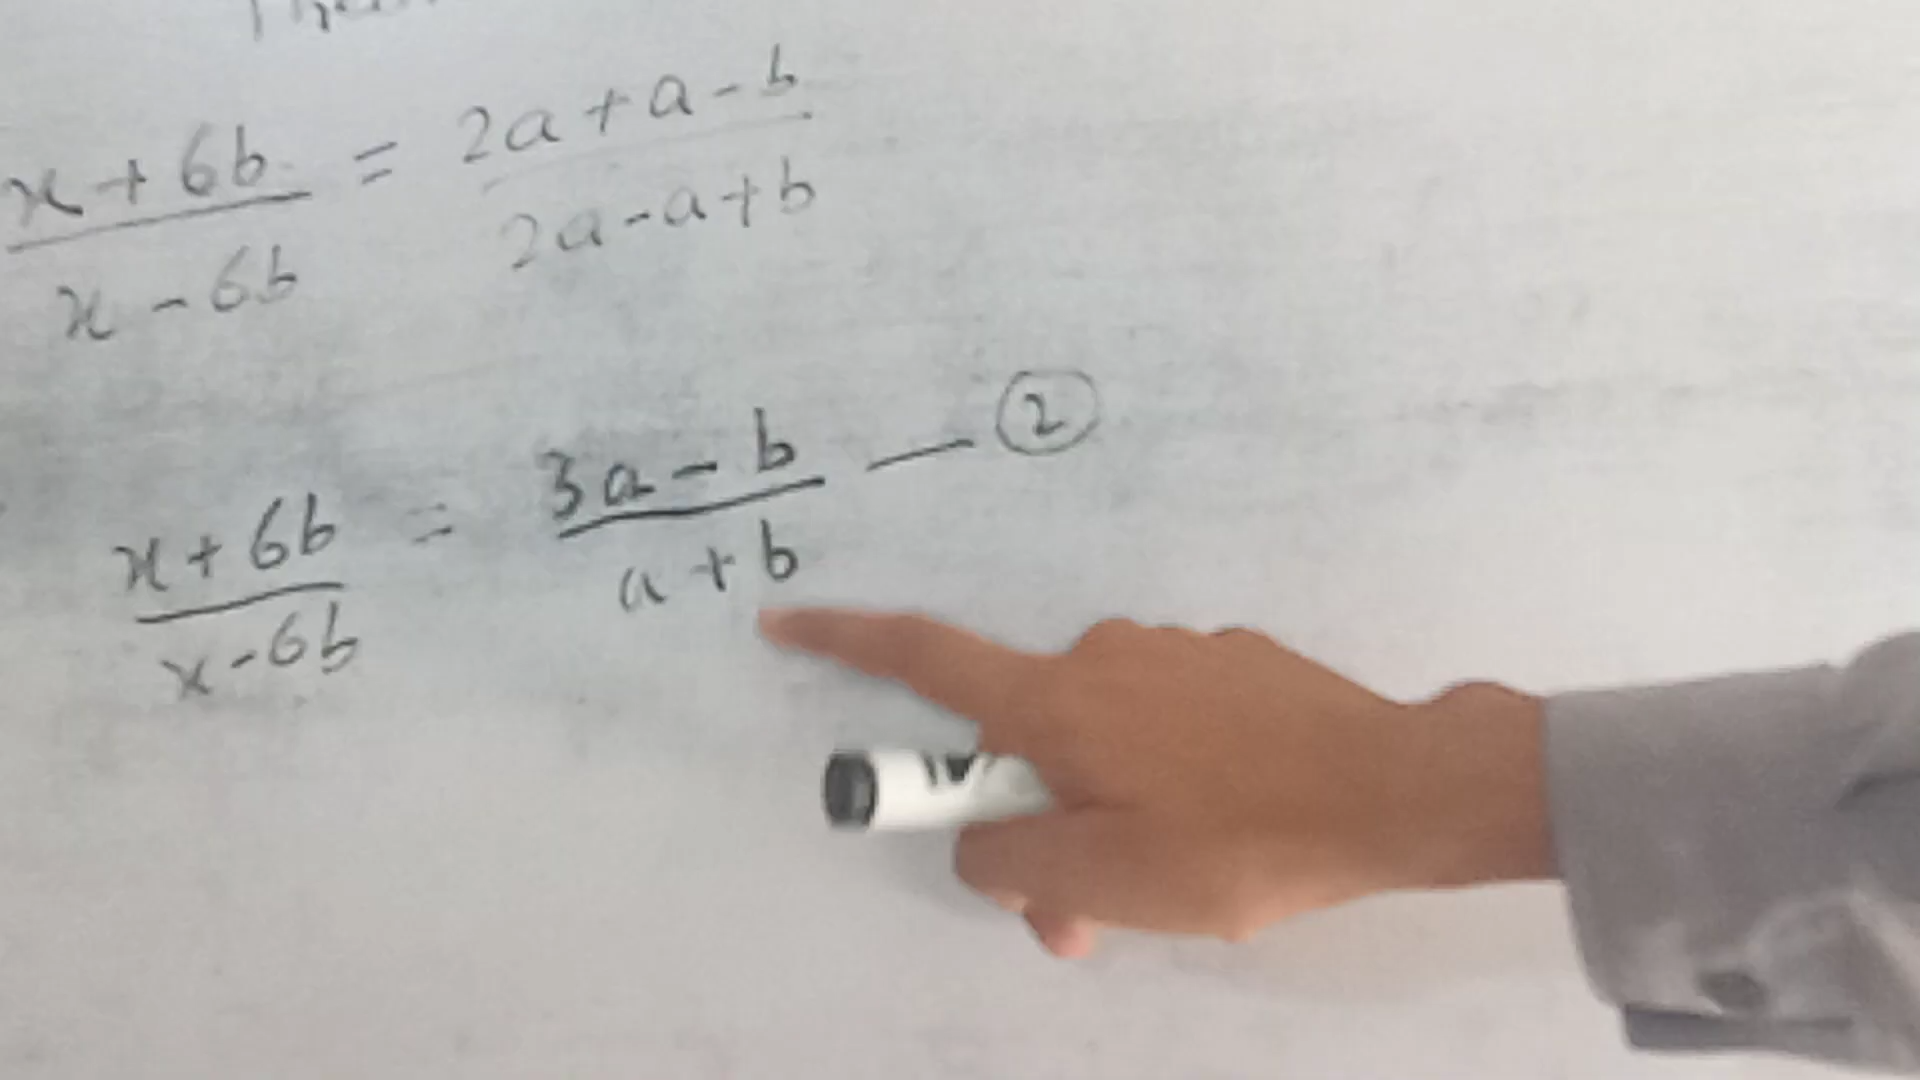 x + 6b = 2a + a - b
x - 6b 2a - a + b
x + 6b = 3a - b — ②
x - 6b a + b